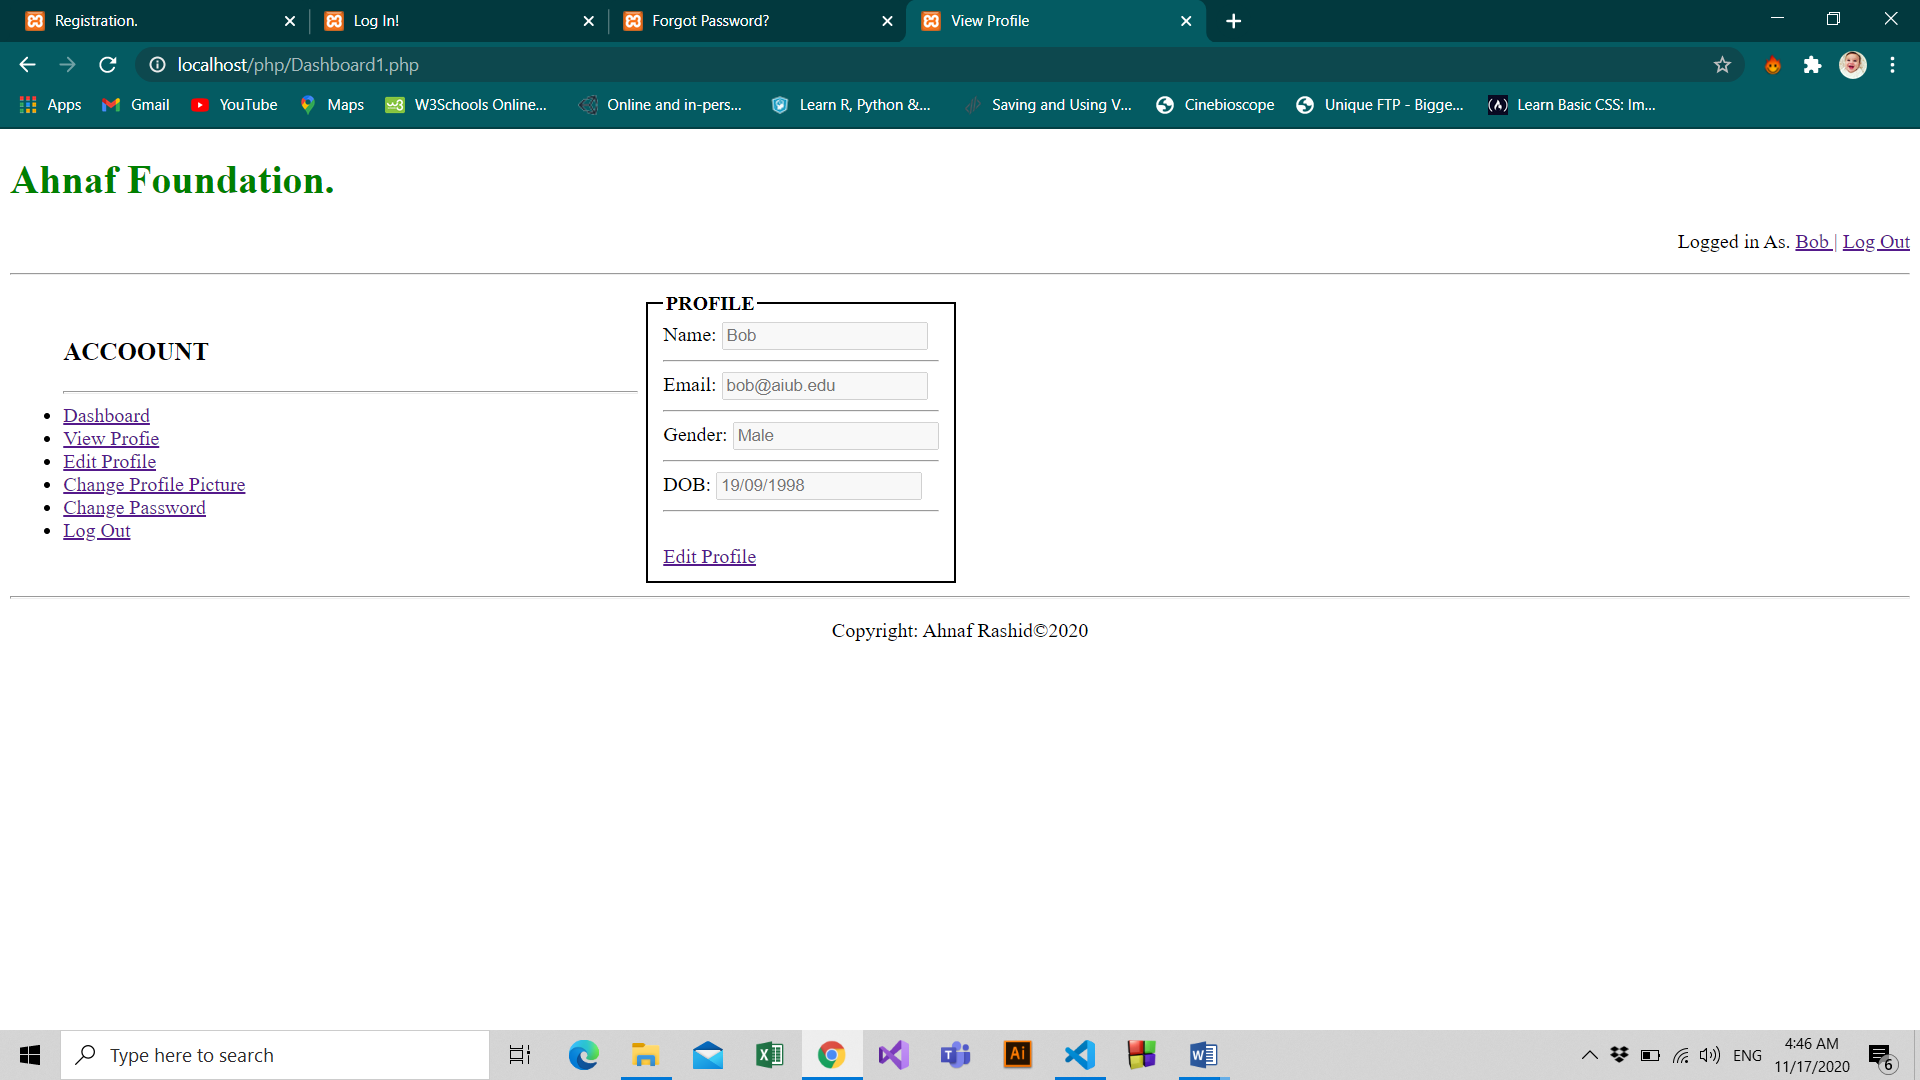 Registration.
Log In!
Forgot Password?
View Profile
localhost/php/Dashboard1.php
Apps
Gmail
YouTube
Maps
W3Schools Online...
Online and in-pers...
Learn R, Python &...
Saving and Using V...
Cinebioscope
Unique FTP - Bigge...
Learn Basic CSS: Im...
Ahnaf Foundation.
Logged in As. Bob | Log Out
ACCOOUNT
Dashboard
View Profie
Edit Profile
Change Profile Picture
Change Password
Log Out
PROFILE
Name: Bob
Email: bob@aiub.edu
Gender: Male
DOB: 19/09/1998
Edit Profile
Copyright: Ahnaf Rashid©2020
Type here to search
ENG
4:46 AM
11/17/2020
6